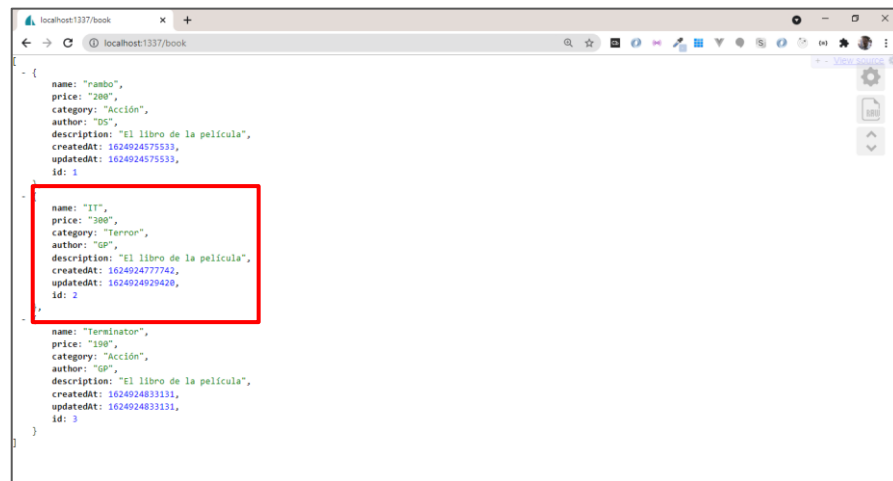 localhost:1337/book
localhost:1337/book
+ - View source
[
- {
name: "rambo",
price: "200",
category: "Acción",
author: "DS",
description: "El libro de la película",
createdAt: 1624924575533,
updatedAt: 1624924575533,
id: 1
- {
name: "IT",
price: "300",
category: "Terror",
author: "GP",
description: "El libro de la película",
createdAt: 1624924777742,
updatedAt: 1624924929420,
id: 2
},
-
name: "Terminator",
price: "190",
category: "Acción",
author: "GP",
description: "El libro de la película",
createdAt: 1624924833131,
updatedAt: 1624924833131,
id: 3
}
]